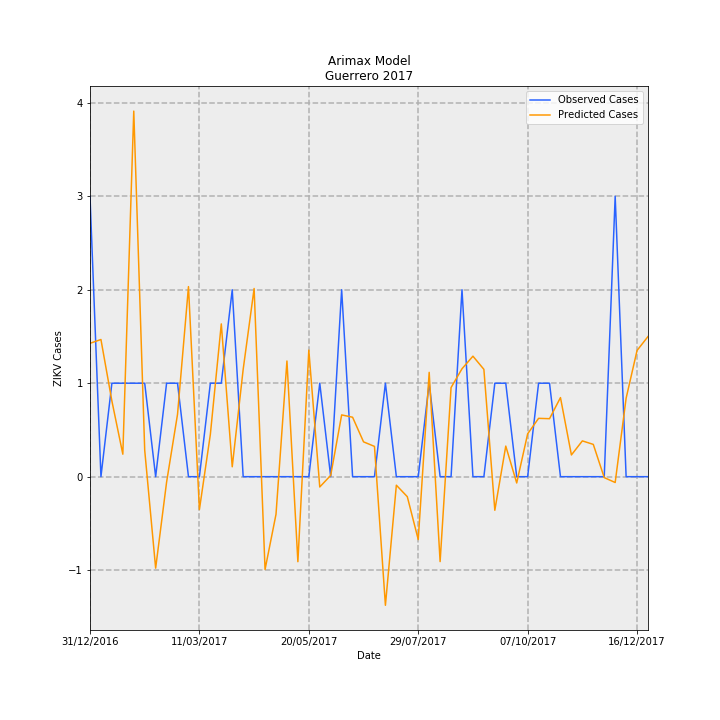 Arimax Model
Guerrero 2017
Observed Cases
Predicted Cases
4
3
2
1
0
−1
ZIKV Cases
31/12/2016 11/03/2017 20/05/2017 29/07/2017 07/10/2017 16/12/2017
Date